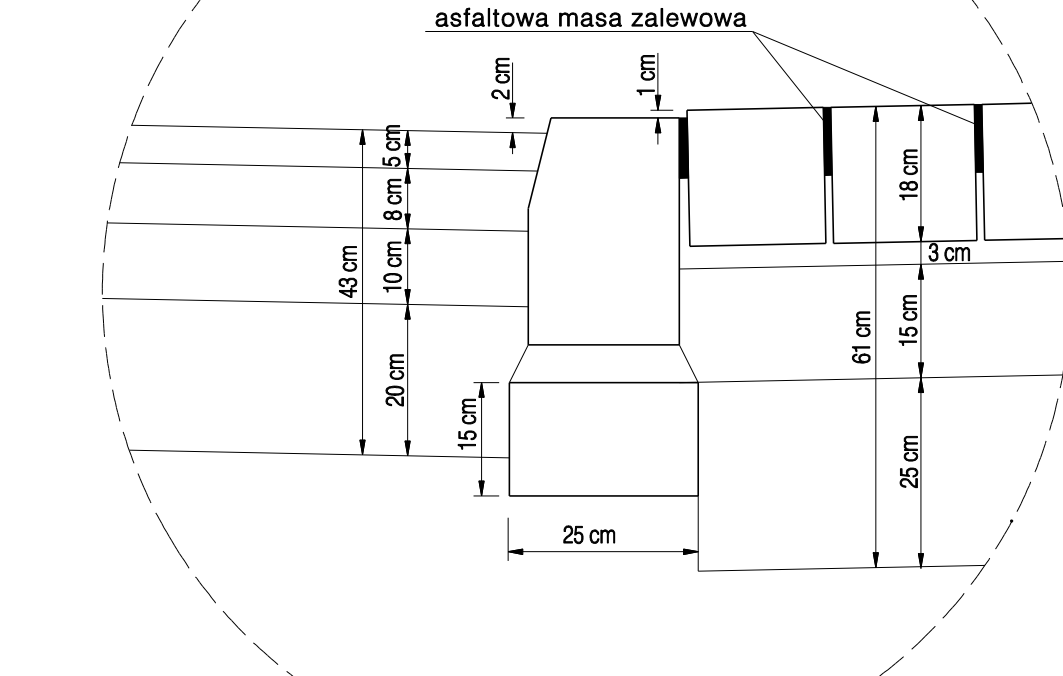 asfaltowa masa zalewowa
2 cm
1 cm
5 cm
8 cm
10 cm
43 cm
20 cm
15 cm
25 cm
18 cm
3 cm
61 cm
15 cm
25 cm